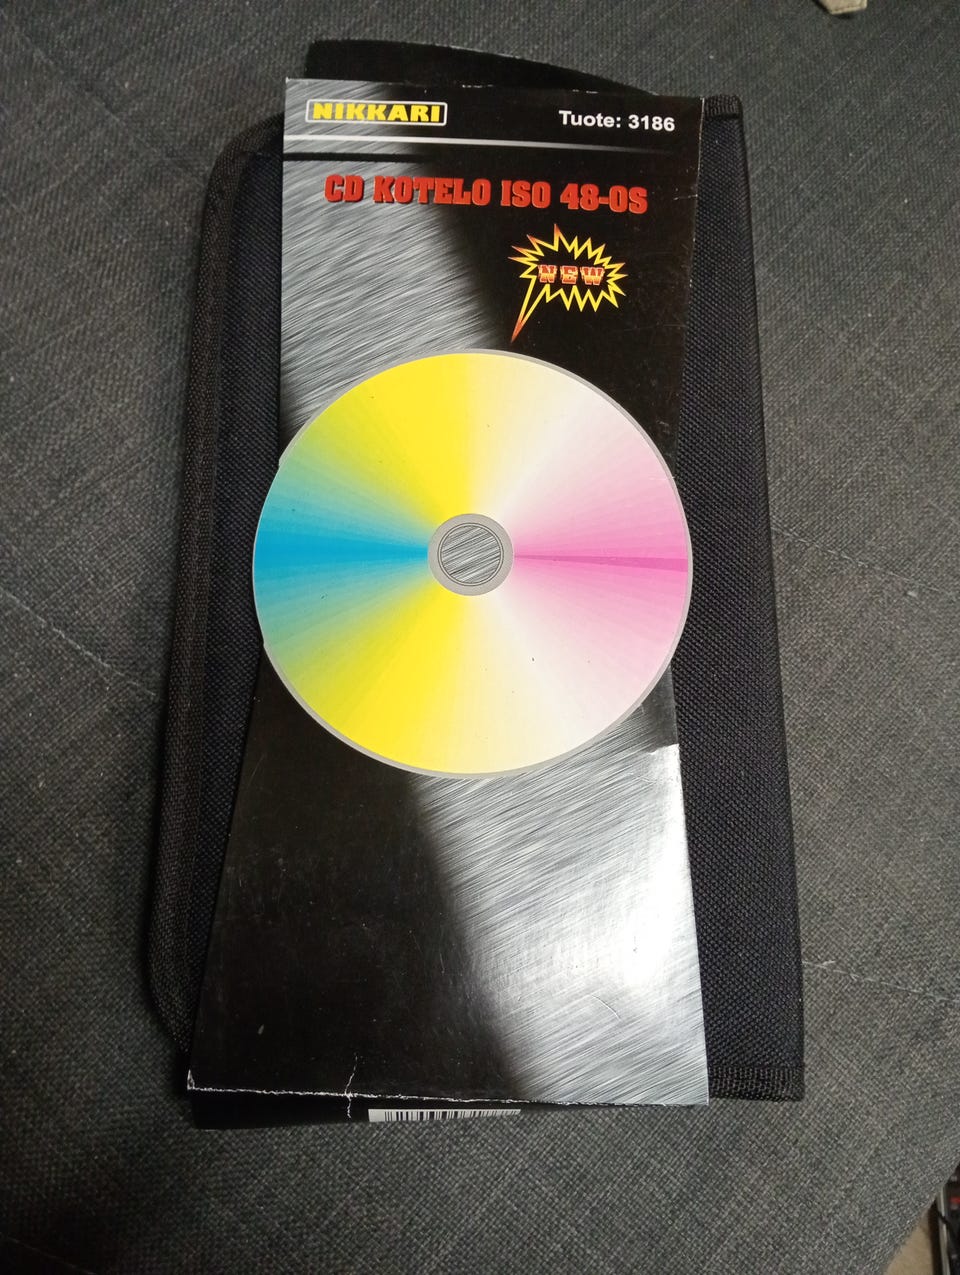 NIKKARI
Tuote: 3186
CD KOTELO ISO 48-OS
NEW